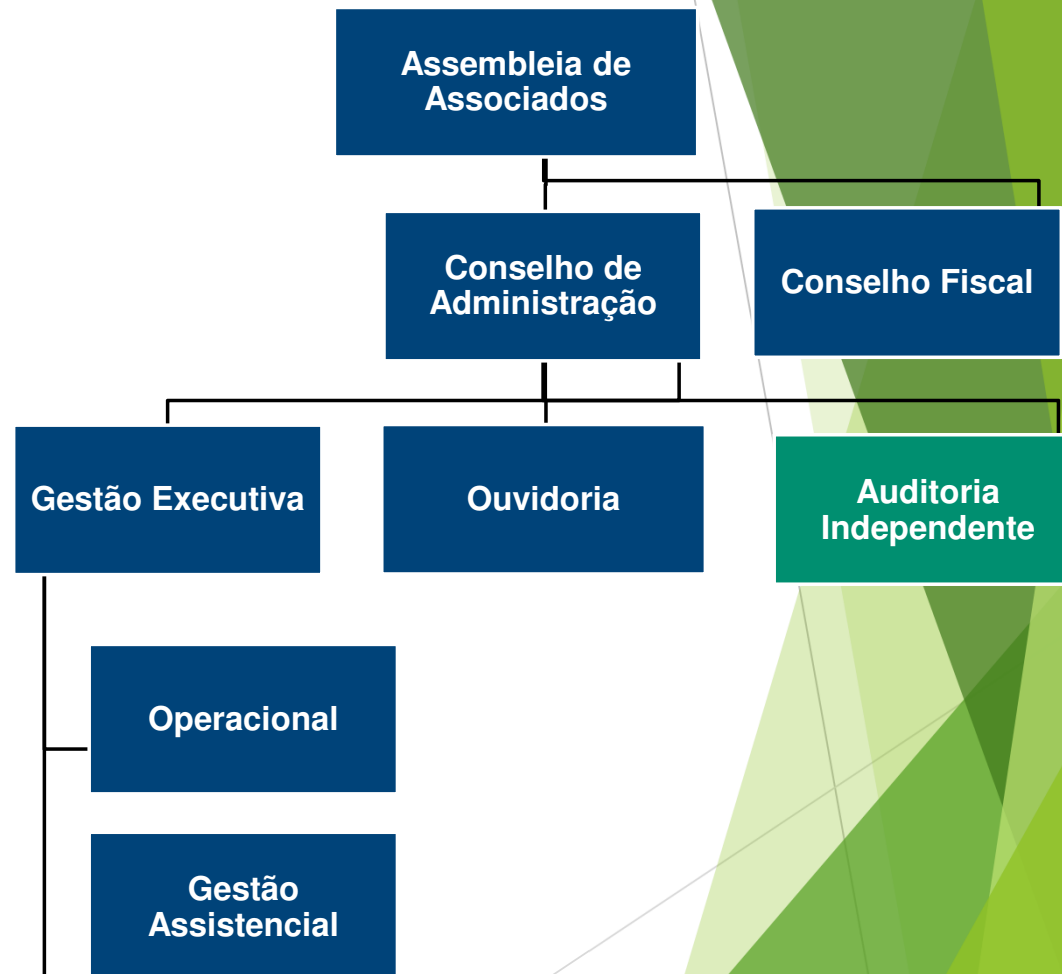 Assembleia de
Associados
Conselho de
Administração
Conselho Fiscal
Gestão Executiva
Ouvidoria
Auditoria
Independente
Operacional
Gestão
Assistencial